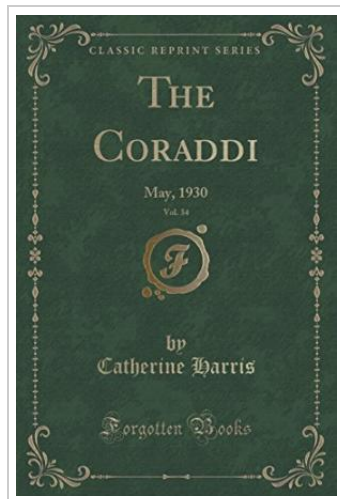 CLASSIC REPRINT SERIES
THE
CORADDI
May, 1930
Vol. 34
F
by
Catherine Harris
Forgotten Books